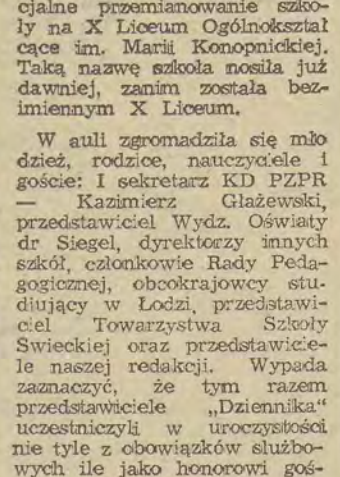 cjalne przemianowanie szko-
ły na X Liceum Ogólnokształ
cące im. Marii Konopnickiej.
Taką nazwę szkoła nosiła już
dawniej, zanim została bez-
imiennym X Liceum.
W auli zgromadziła się mło
dzież, rodzice, nauczyciele i
goście: I sekretarz KD PZPR
— Kazimierz Głażewski,
przedstawiciel Wydz. Oświaty
dr Siegel, dyrektorzy innych
szkół, członkowie Rady Peda-
gogicznej, obcokrajowcy stu-
diujący w Łodzi, przedstawi-
ciel Towarzystwa Szkoły
Swieckiej oraz przedstawicie-
le naszej redakcji. Wypada
zaznaczyć, że tym razem
przedstawiciele „Dziennika"
uczestniczyli w uroczystości
nie tyle z obowiązków służbo-
wych ile jako honorowi goś-